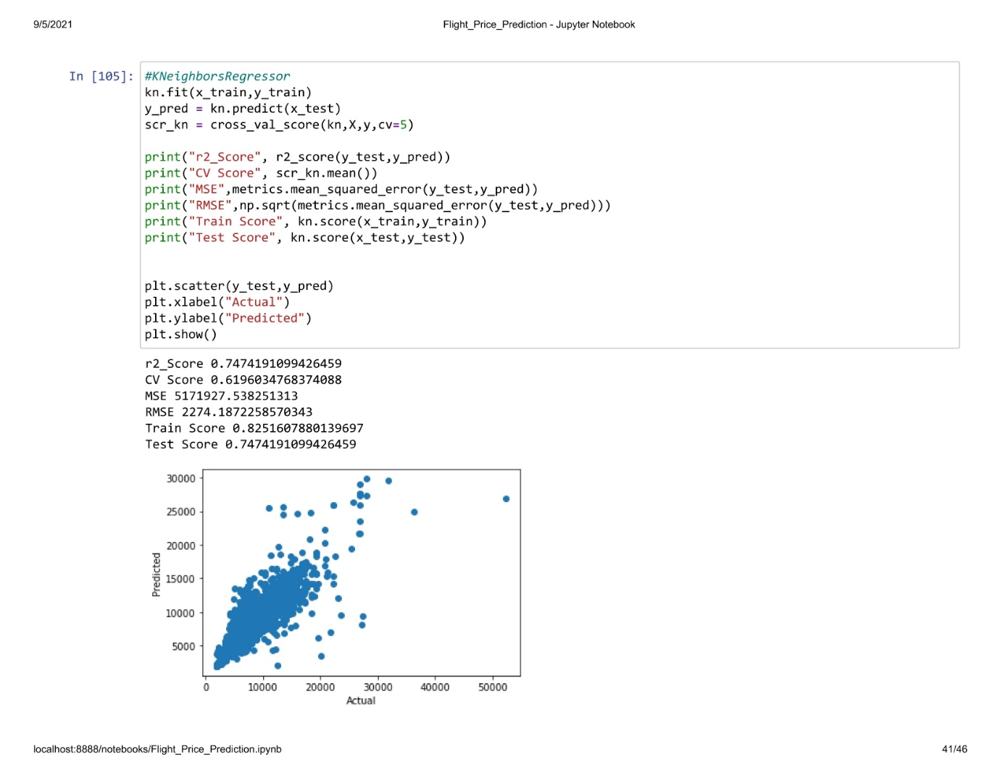 9/5/2021
Flight_Price_Prediction - Jupyter Notebook
In [105]:
#KNeighborsRegressor
kn.fit(x_train,y_train)
y_pred = kn.predict(x_test)
scr_kn = cross_val_score(kn,X,y,cv=5)

print("r2_Score", r2_score(y_test,y_pred))
print("CV Score", scr_kn.mean())
print("MSE",metrics.mean_squared_error(y_test,y_pred))
print("RMSE",np.sqrt(metrics.mean_squared_error(y_test,y_pred)))
print("Train Score", kn.score(x_train,y_train))
print("Test Score", kn.score(x_test,y_test))

plt.scatter(y_test,y_pred)
plt.xlabel("Actual")
plt.ylabel("Predicted")
plt.show()
r2_Score 0.7474191099426459
CV Score 0.6196034768374088
MSE 5171927.538251313
RMSE 2274.1872258570343
Train Score 0.8251607880139697
Test Score 0.7474191099426459
30000
25000
20000
15000
10000
5000
Predicted
0 10000 20000 30000 40000 50000
Actual
localhost:8888/notebooks/Flight_Price_Prediction.ipynb
41/46